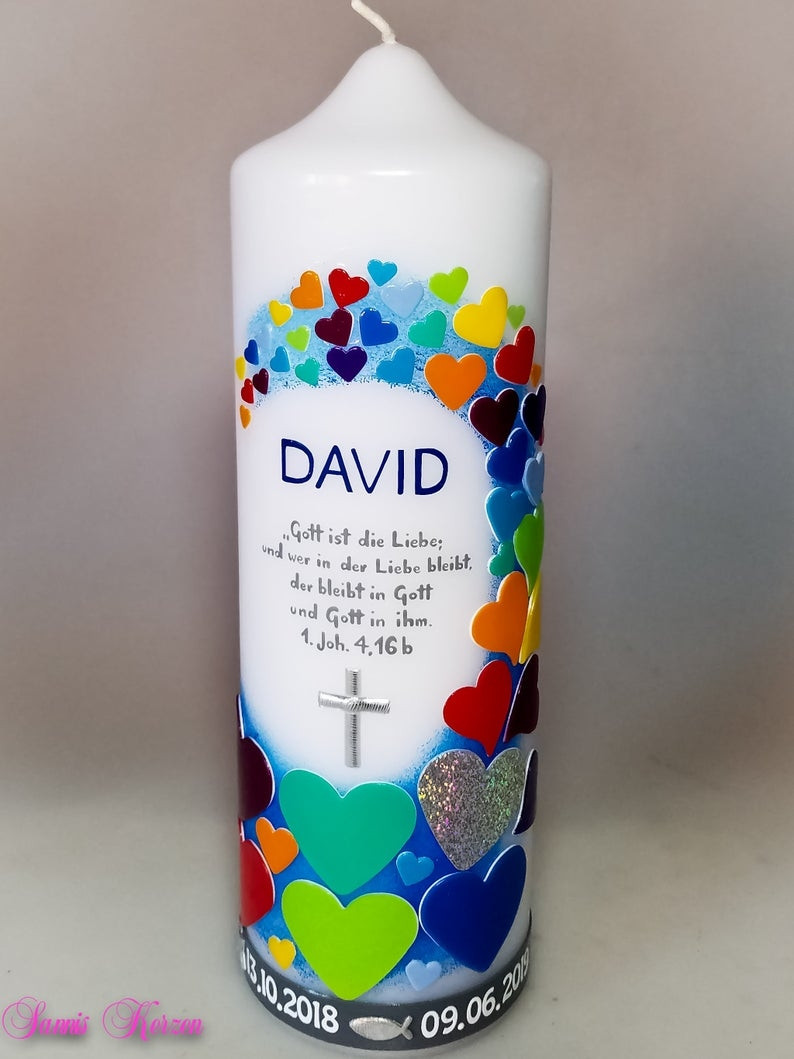 DAVID
„Gott ist die Liebe;
und wer in der Liebe bleibt,
der bleibt in Gott
und Gott in ihm.
1. Joh. 4,16 b
13.10.2018 09.06.2019
Sannis Kerzen